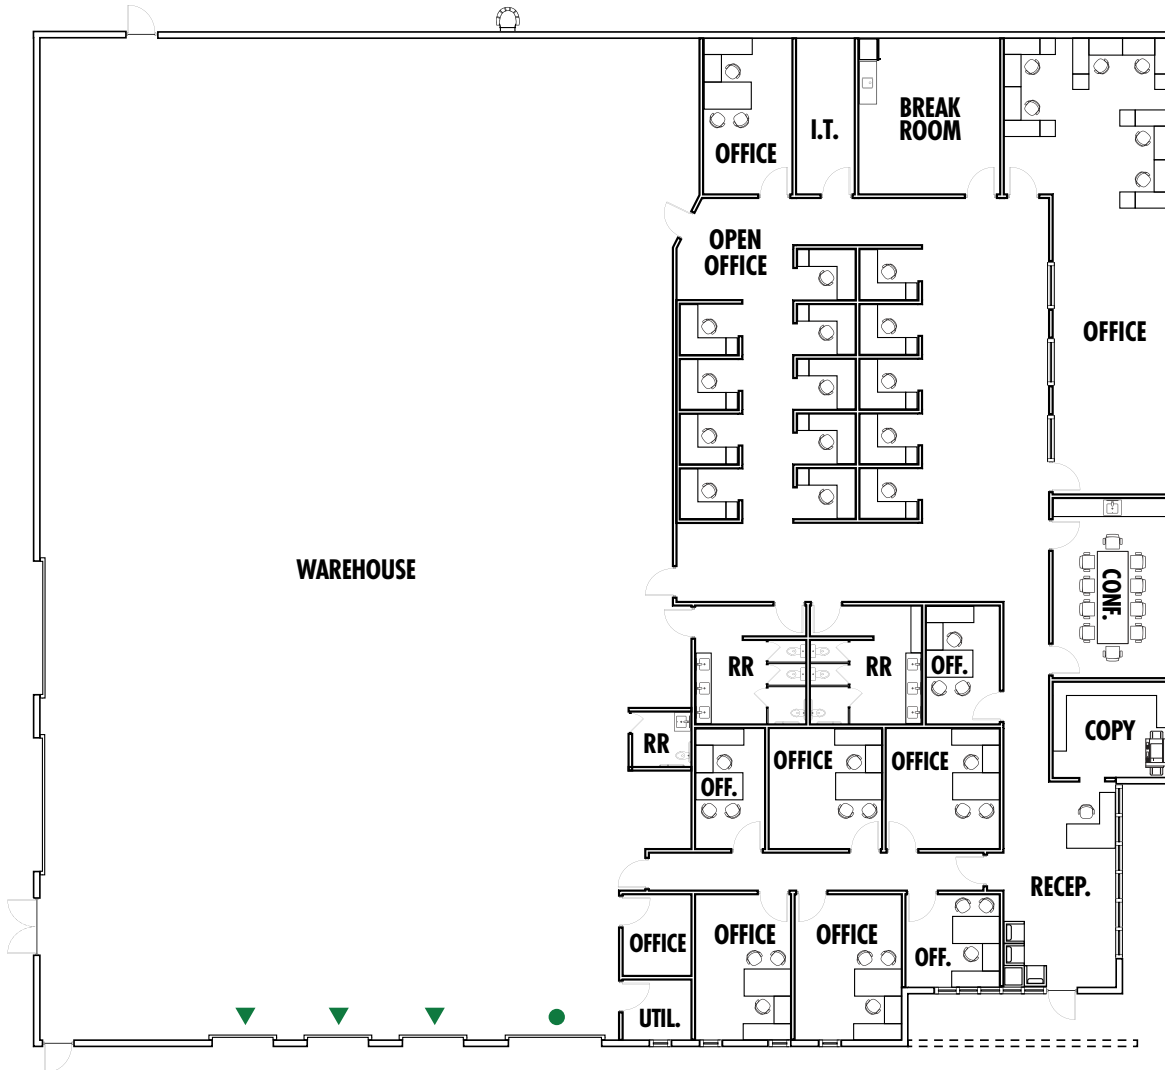 OFFICE
I.T.
BREAK
ROOM
OPEN
OFFICE
OFFICE
WAREHOUSE
CONF.
RR
RR
OFF.
RR
OFF.
OFFICE
OFFICE
COPY
RECEP.
OFFICE
OFFICE
OFFICE
OFF.
UTIL.